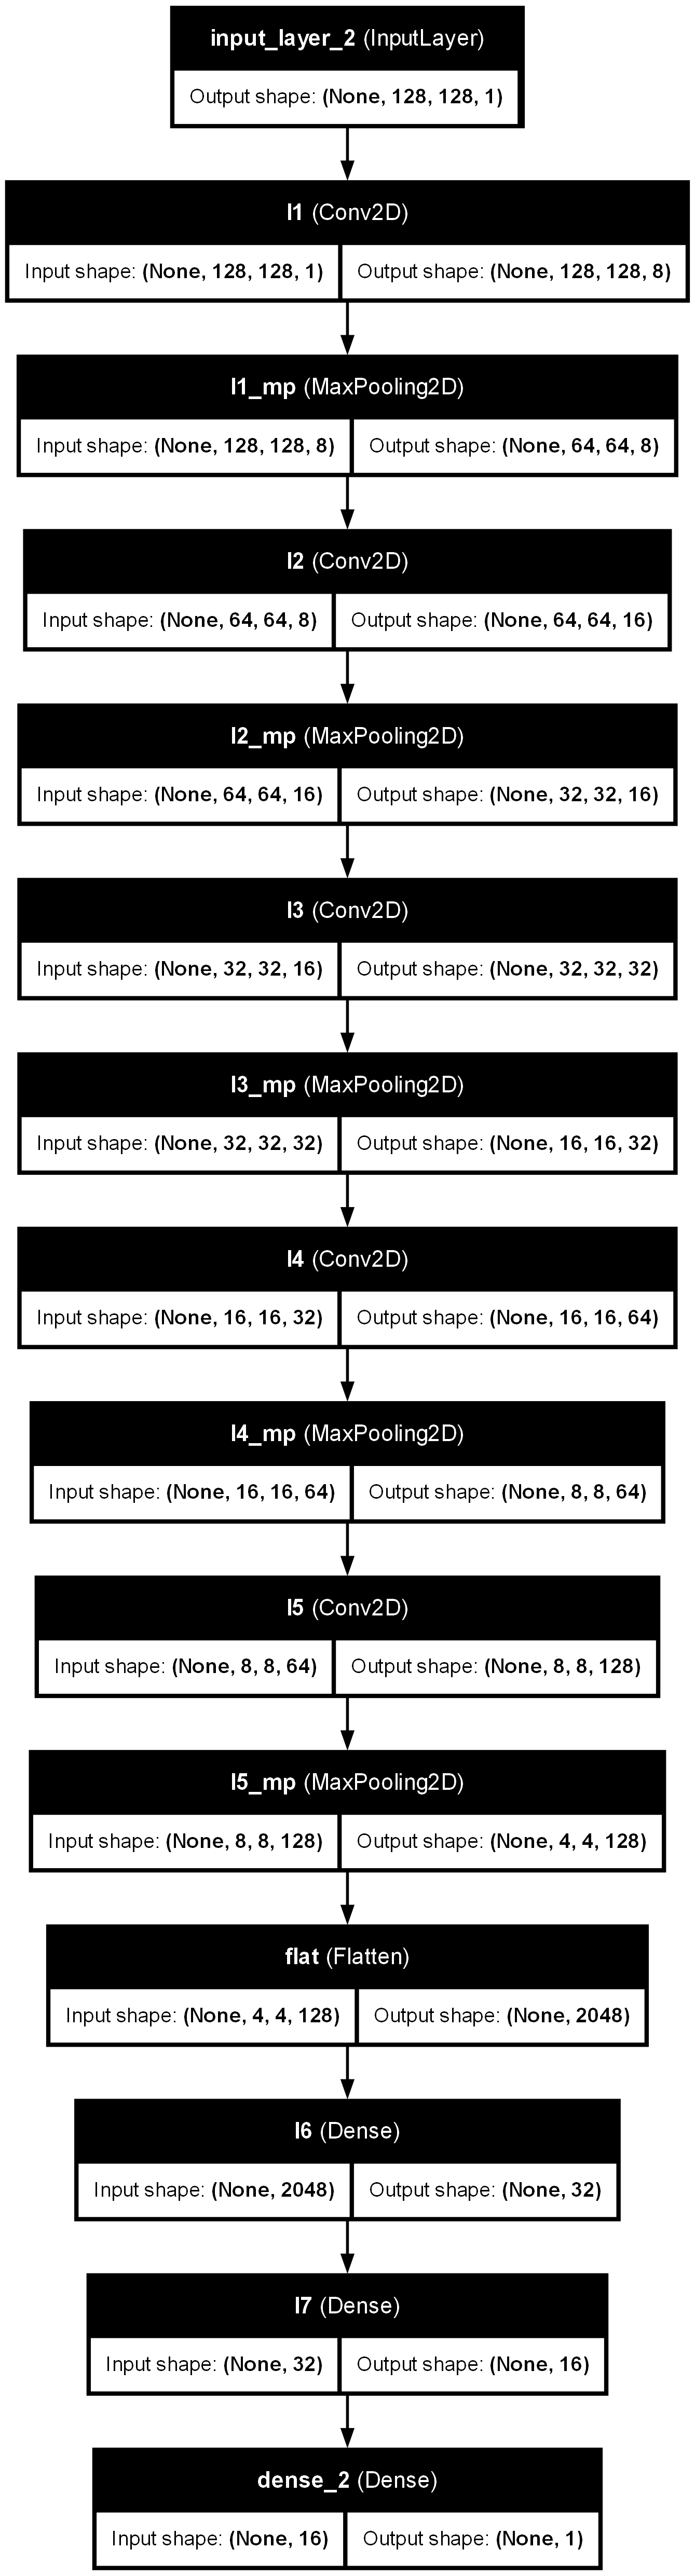 input_layer_2 (InputLayer)
Output shape: (None, 128, 128, 1)
l1 (Conv2D)
Input shape: (None, 128, 128, 1) Output shape: (None, 128, 128, 8)
l1_mp (MaxPooling2D)
Input shape: (None, 128, 128, 8) Output shape: (None, 64, 64, 8)
l2 (Conv2D)
Input shape: (None, 64, 64, 8) Output shape: (None, 64, 64, 16)
l2_mp (MaxPooling2D)
Input shape: (None, 64, 64, 16) Output shape: (None, 32, 32, 16)
l3 (Conv2D)
Input shape: (None, 32, 32, 16) Output shape: (None, 32, 32, 32)
l3_mp (MaxPooling2D)
Input shape: (None, 32, 32, 32) Output shape: (None, 16, 16, 32)
l4 (Conv2D)
Input shape: (None, 16, 16, 32) Output shape: (None, 16, 16, 64)
l4_mp (MaxPooling2D)
Input shape: (None, 16, 16, 64) Output shape: (None, 8, 8, 64)
l5 (Conv2D)
Input shape: (None, 8, 8, 64) Output shape: (None, 8, 8, 128)
l5_mp (MaxPooling2D)
Input shape: (None, 8, 8, 128) Output shape: (None, 4, 4, 128)
flat (Flatten)
Input shape: (None, 4, 4, 128) Output shape: (None, 2048)
l6 (Dense)
Input shape: (None, 2048) Output shape: (None, 32)
l7 (Dense)
Input shape: (None, 32) Output shape: (None, 16)
dense_2 (Dense)
Input shape: (None, 16) Output shape: (None, 1)